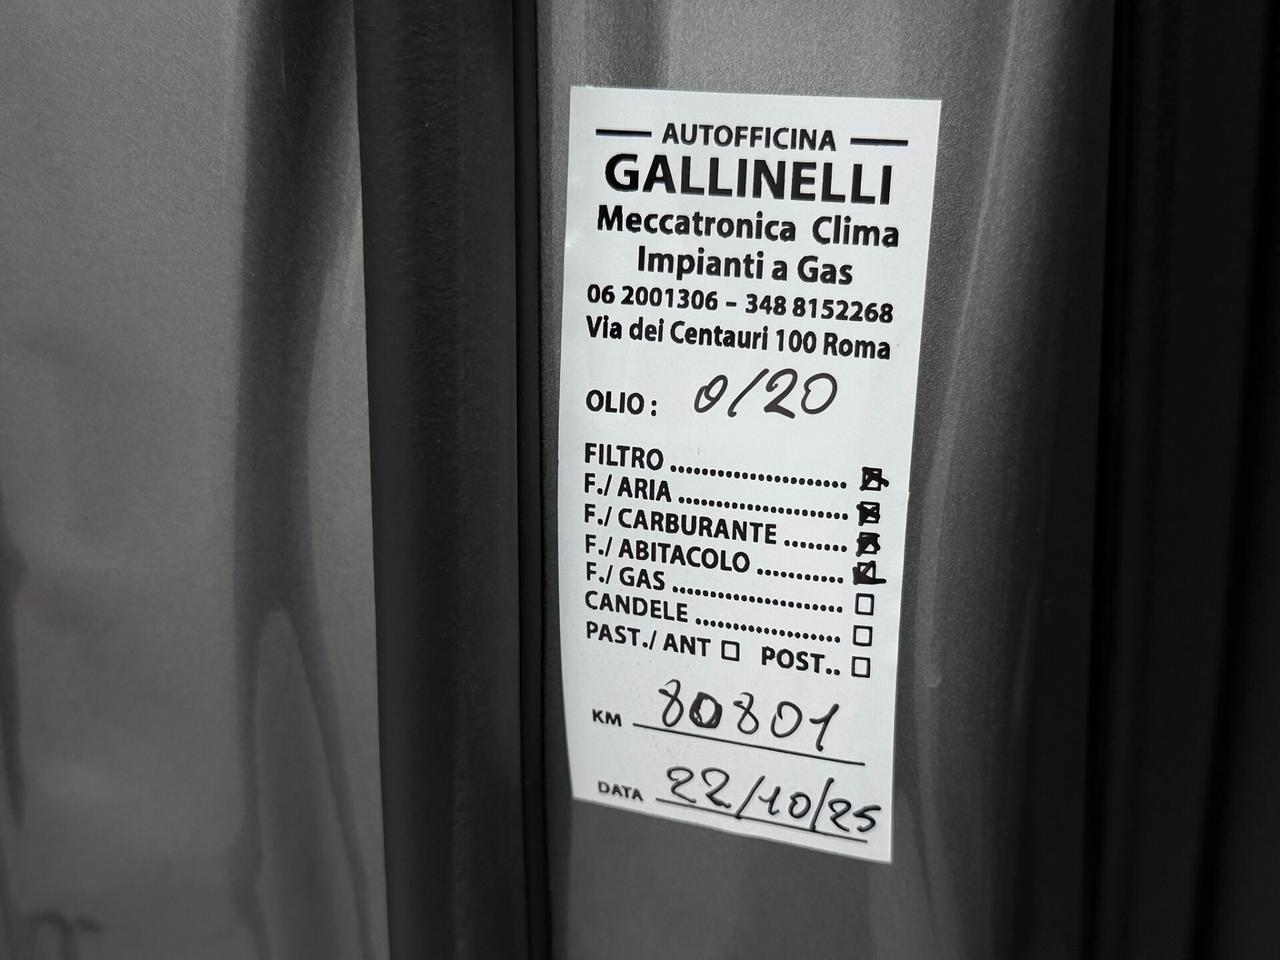 AUTOFFICINA
GALLINELLI
Meccatronica Clima
Impianti a Gas
06 2001306 – 348 8152268
Via dei Centauri 100 Roma
OLIO: 0/20
FILTRO ...................... ☒
F./ ARIA ...................... ☒
F./ CARBURANTE ........ ☒
F./ ABITACOLO ........... ☒
F./ GAS ...................... ☐
CANDELE ................... ☐
PAST./ ANT ☐ POST.. ☐
KM 80801
DATA 22/10/25